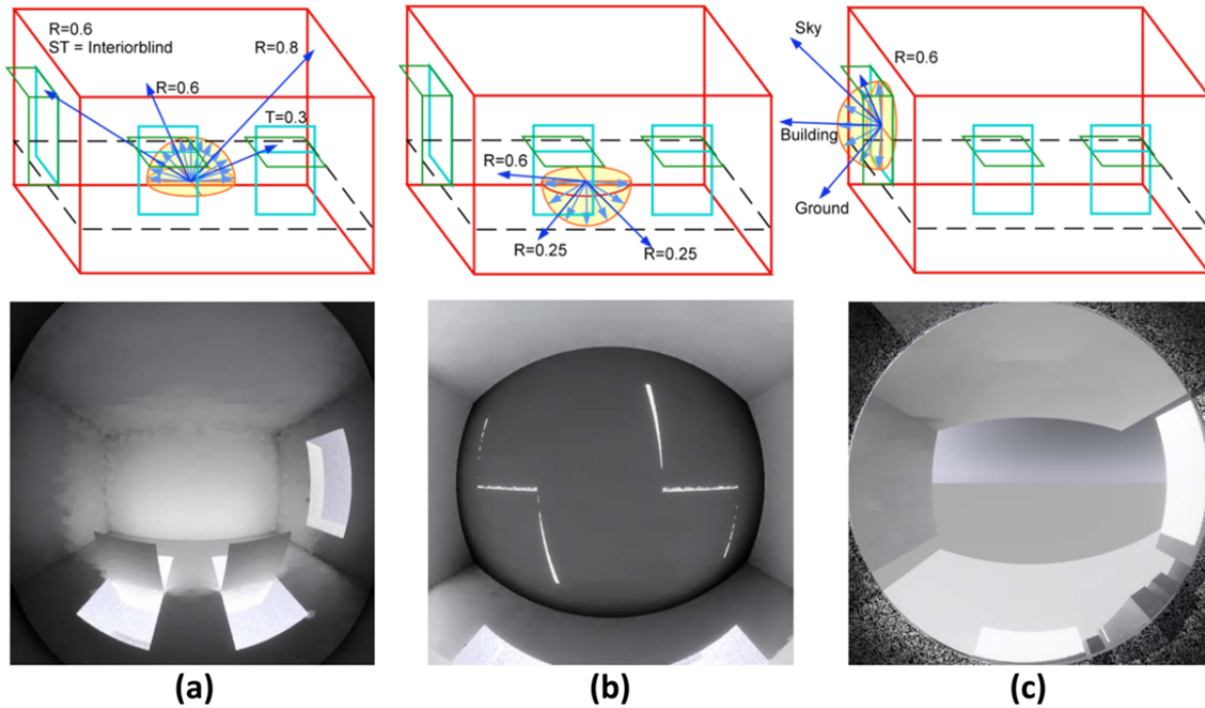 R=0.6
ST = Interiorblind
R=0.8
R=0.6
T=0.3
R=0.6
R=0.25
R=0.25
Sky
R=0.6
Building
Ground
(a)
(b)
(c)